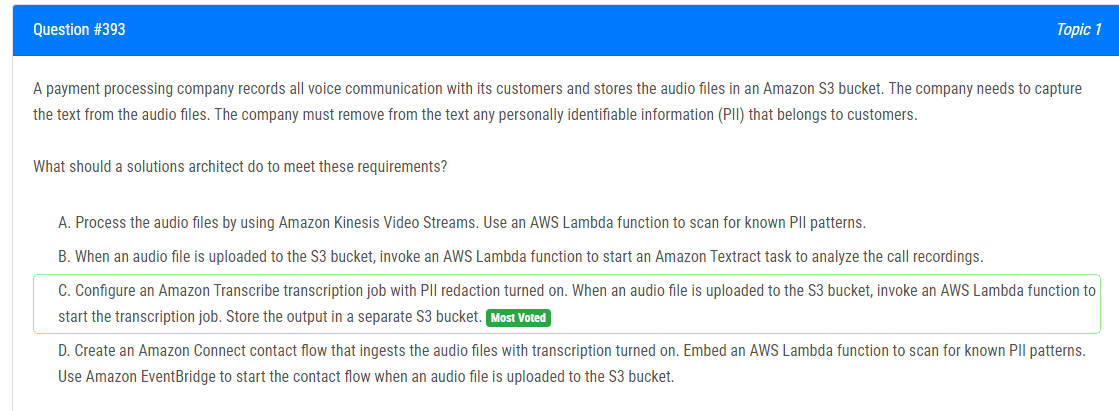 Question #393
Topic 1
A payment processing company records all voice communication with its customers and stores the audio files in an Amazon S3 bucket. The company needs to capture
the text from the audio files. The company must remove from the text any personally identifiable information (PII) that belongs to customers.
What should a solutions architect do to meet these requirements?
A. Process the audio files by using Amazon Kinesis Video Streams. Use an AWS Lambda function to scan for known PII patterns.
B. When an audio file is uploaded to the S3 bucket, invoke an AWS Lambda function to start an Amazon Textract task to analyze the call recordings.
C. Configure an Amazon Transcribe transcription job with PII redaction turned on. When an audio file is uploaded to the S3 bucket, invoke an AWS Lambda function to
start the transcription job. Store the output in a separate S3 bucket. Most Voted
D. Create an Amazon Connect contact flow that ingests the audio files with transcription turned on. Embed an AWS Lambda function to scan for known PII patterns.
Use Amazon EventBridge to start the contact flow when an audio file is uploaded to the S3 bucket.